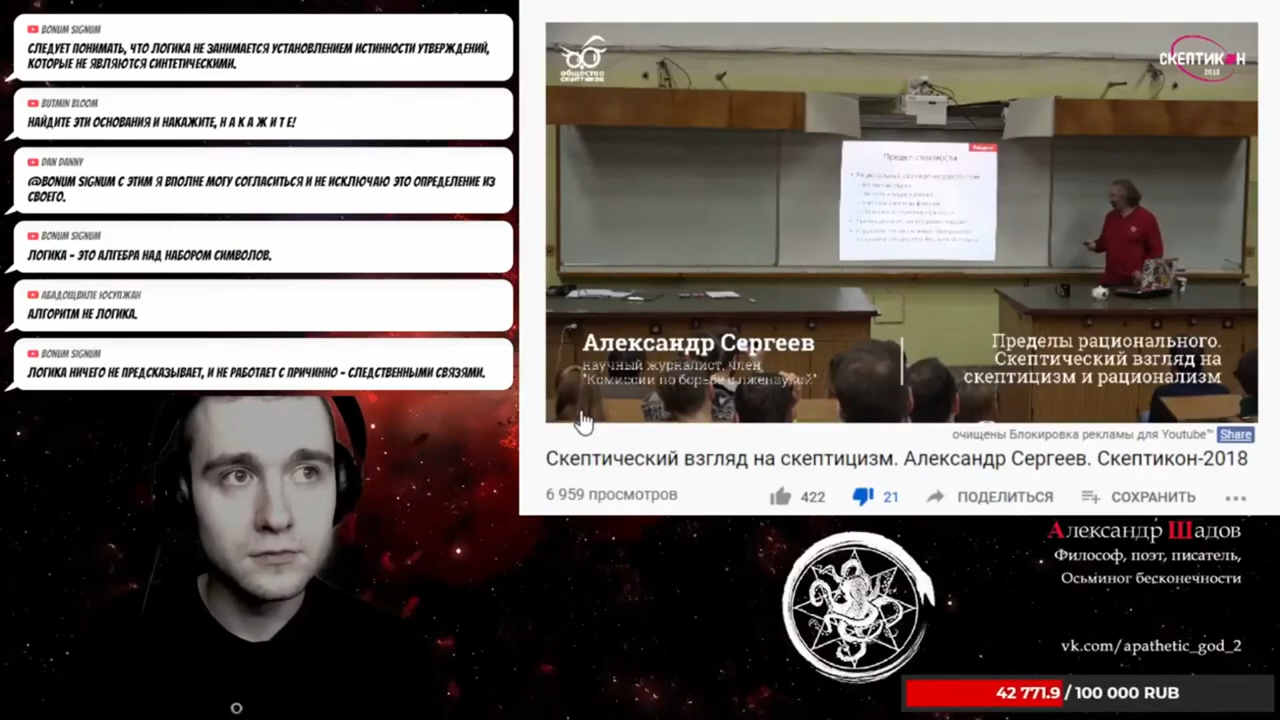 BONUM SIGNUM
СЛЕДУЕТ ПОНИМАТЬ, ЧТО ЛОГИКА НЕ ЗАНИМАЕТСЯ УСТАНОВЛЕНИЕМ ИСТИННОСТИ УТВЕРЖДЕНИЙ,
КОТОРЫЕ НЕ ЯВЛЯЮТСЯ СИНТЕТИЧЕСКИМИ.
BUTMIN BLOOM
НАЙДИТЕ ЭТИ ОСНОВАНИЯ И НАКАЖИТЕ, Н А К А Ж И Т Е!
DAN DANNY
@BONUM SIGNUM С ЭТИМ Я ВПОЛНЕ МОГУ СОГЛАСИТЬСЯ И НЕ ИСКЛЮЧАЮ ЭТО ОПРЕДЕЛЕНИЕ ИЗ
СВОЕГО.
BONUM SIGNUM
ЛОГИКА - ЭТО АЛГЕБРА НАД НАБОРОМ СИМВОЛОВ.
АБАДОЩВИЛЕ ЮСУПЖАН
АЛГОРИТМ НЕ ЛОГИКА.
BONUM SIGNUM
ЛОГИКА НИЧЕГО НЕ ПРЕДСКАЗЫВАЕТ, И НЕ РАБОТАЕТ С ПРИЧИННО - СЛЕДСТВЕННЫМИ СВЯЗЯМИ.
общество
скептиков
СКЕПТИКОН
2018
Александр Сергеев
научный журналист, член
"Комиссии по борьбе с лженаукой"
Пределы рационального.
Скептический взгляд на
скептицизм и рационализм
очищены Блокировка рекламы для Youtube™ Share
Скептический взгляд на скептицизм. Александр Сергеев. Скептикон-2018
6 959 просмотров
422
21
ПОДЕЛИТЬСЯ
СОХРАНИТЬ
Александр Шадов
Философ, поэт, писатель,
Осьминог бесконечности
vk.com/apathetic_god_2
42 771.9 / 100 000 RUB